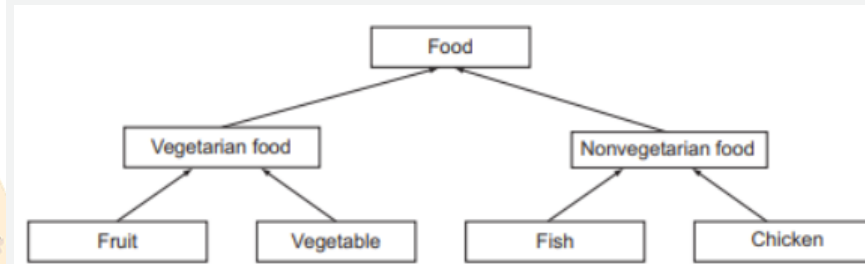 Food
Vegetarian food
Nonvegetarian food
Fruit
Vegetable
Fish
Chicken